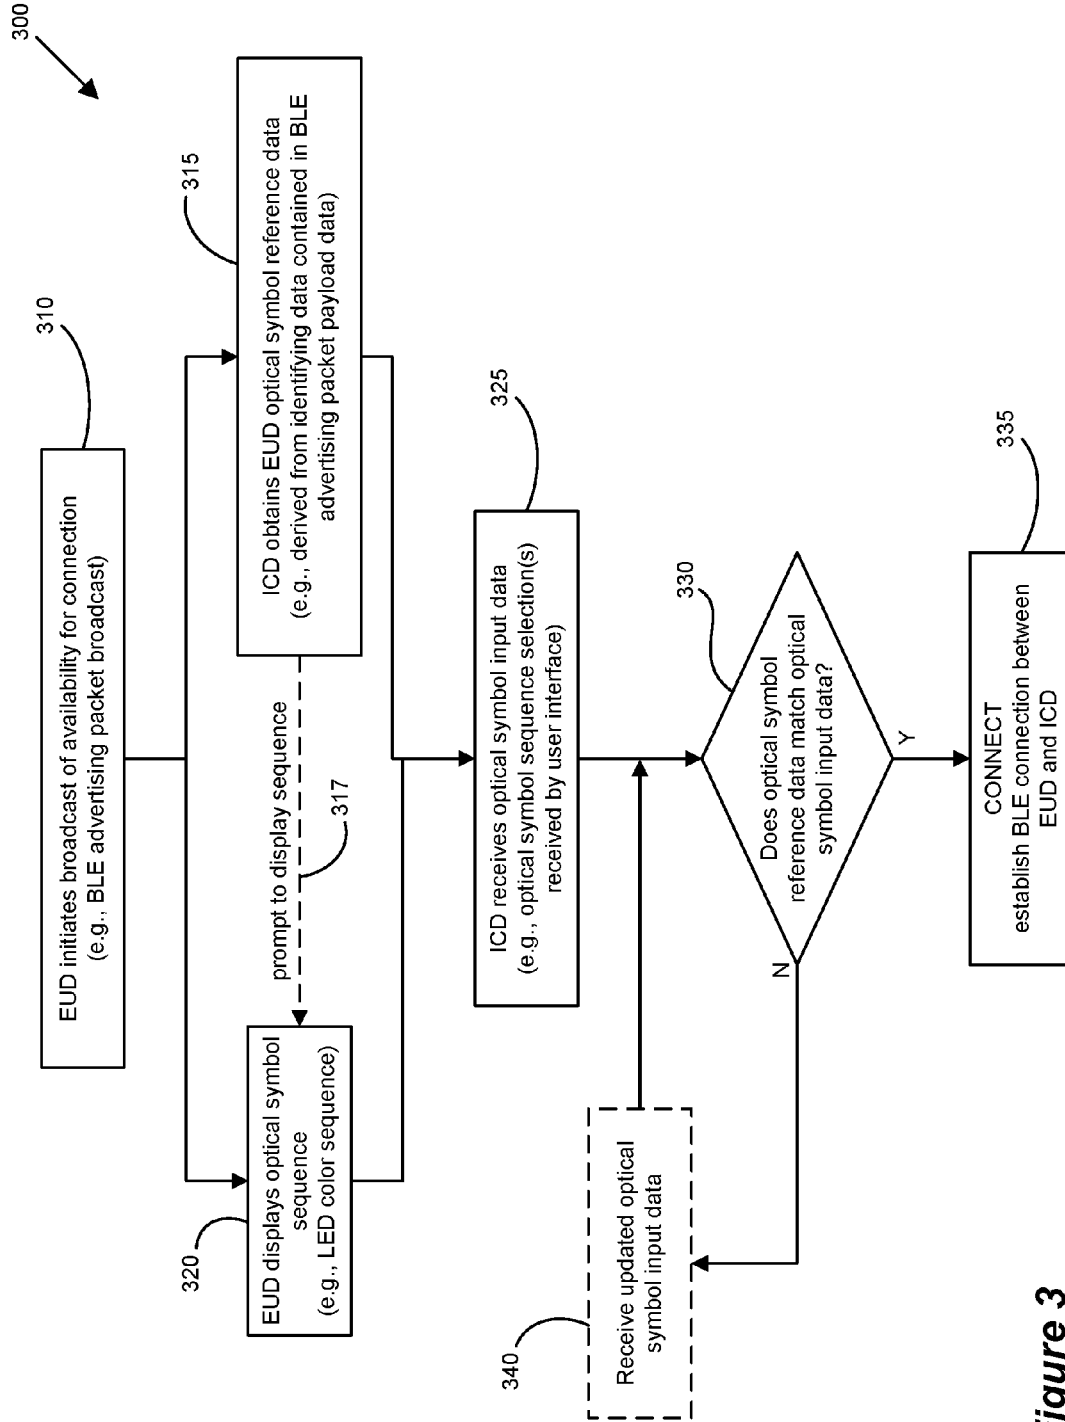 300
310
EUD initiates broadcast of availability for connection
(e.g., BLE advertising packet broadcast)
315
ICD obtains EUD optical symbol reference data
(e.g., derived from identifying data contained in BLE
advertising packet payload data)
prompt to display sequence
317
320
EUD displays optical symbol
sequence
(e.g., LED color sequence)
325
ICD receives optical symbol input data
(e.g., optical symbol sequence selection(s)
received by user interface)
330
Does optical symbol
reference data match optical
symbol input data?
N
Y
340
Receive updated optical
symbol input data
335
CONNECT
establish BLE connection between
EUD and ICD
Figure 3